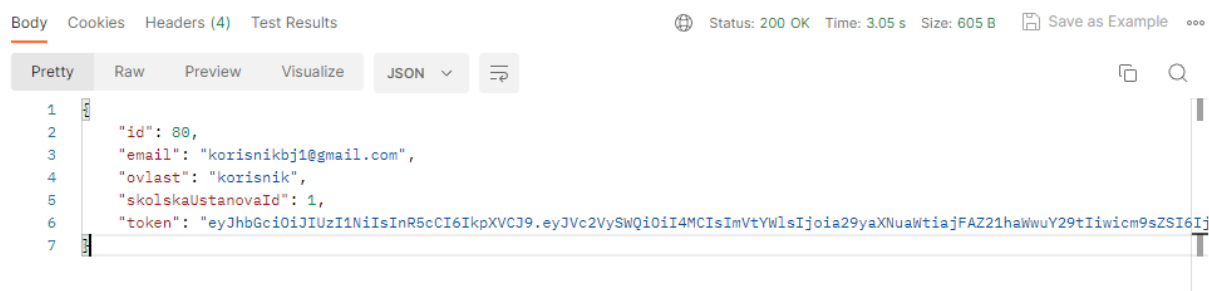 Body Cookies Headers (4) Test Results Status: 200 OK Time: 3.05 s Size: 605 B Save as Example
Pretty Raw Preview Visualize JSON
1 {
2 "id": 80,
3 "email": "korisnikbj1@gmail.com",
4 "ovlast": "korisnik",
5 "skolskaUstanovaId": 1,
6 "token": "eyJhbGciOiJIUzI1NiIsInR5cCI6IkpXVCJ9.eyJVc2VySWQiOiI4MCIsImVtYWlsIjoia29yaXNuaWtiajFAZ21haWwuY29tIiwicm9sZSI6Ij
7 }